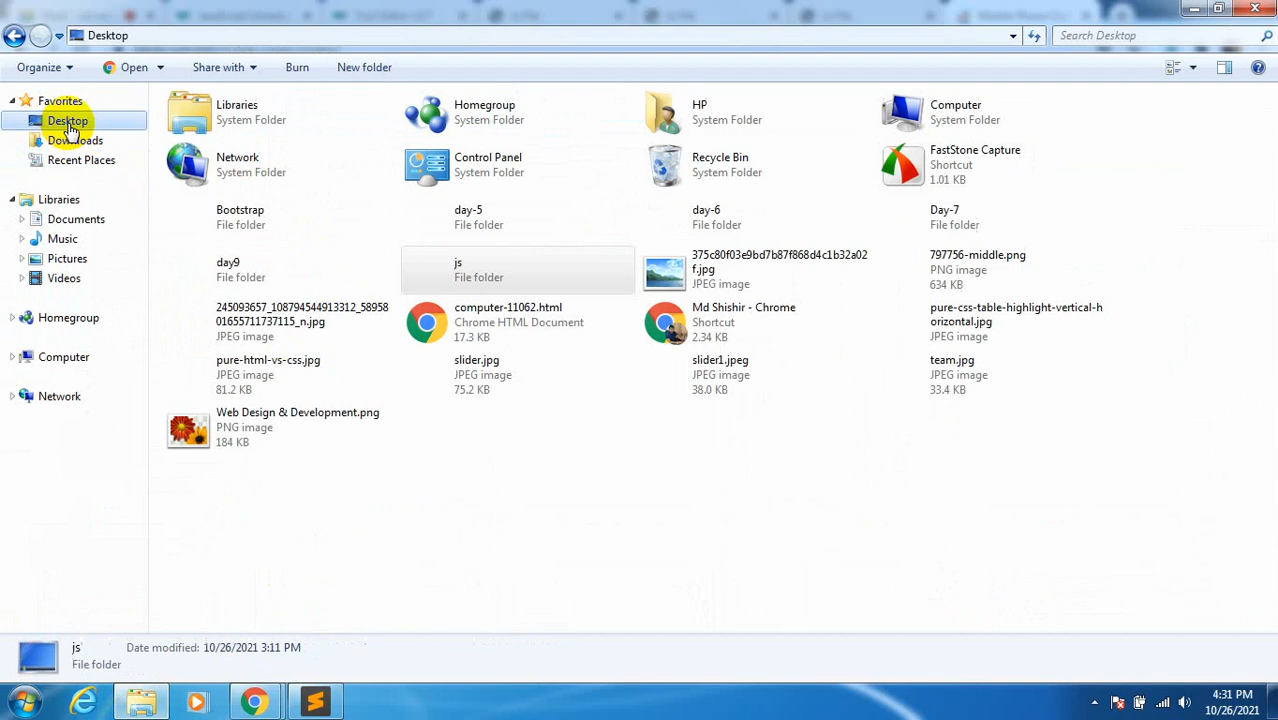 Desktop
Search Desktop
Organize
Open
Share with
Burn
New folder
Favorites
Desktop
Downloads
Recent Places
Libraries
Documents
Music
Pictures
Videos
Homegroup
Computer
Network
Libraries
System Folder
Homegroup
System Folder
HP
System Folder
Computer
System Folder
Network
System Folder
Control Panel
System Folder
Recycle Bin
System Folder
FastStone Capture
Shortcut
1.01 KB
Bootstrap
File folder
day-5
File folder
day-6
File folder
Day-7
File folder
day9
File folder
js
File folder
375c80f03e9bd7b87f868d4c1b32a02
f.jpg
JPEG image
797756-middle.png
PNG image
634 KB
245093657_108794544913312_58958
01655711737115_n.jpg
JPEG image
computer-11062.html
Chrome HTML Document
17.3 KB
Md Shishir - Chrome
Shortcut
2.34 KB
pure-css-table-highlight-vertical-h
orizontal.jpg
JPEG image
pure-html-vs-css.jpg
JPEG image
81.2 KB
slider.jpg
JPEG image
75.2 KB
slider1.jpeg
JPEG image
38.0 KB
team.jpg
JPEG image
33.4 KB
Web Design & Development.png
PNG image
184 KB
js
Date modified: 10/26/2021 3:11 PM
File folder
4:31 PM
10/26/2021